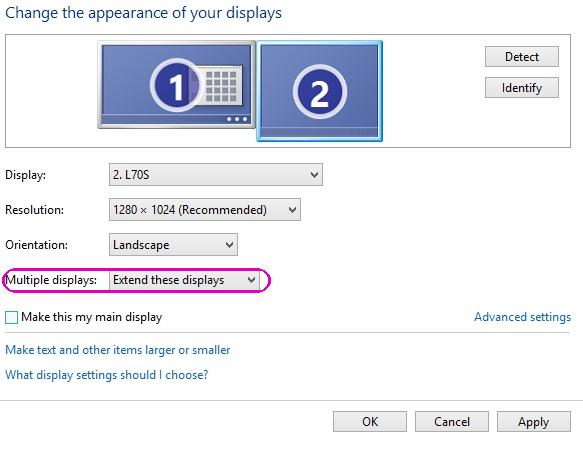 Change the appearance of your displays
1
2
Detect
Identify
Display: 2. L70S
Resolution: 1280 × 1024 (Recommended)
Orientation: Landscape
Multiple displays: Extend these displays
Make this my main display
Advanced settings
Make text and other items larger or smaller
What display settings should I choose?
OK Cancel Apply